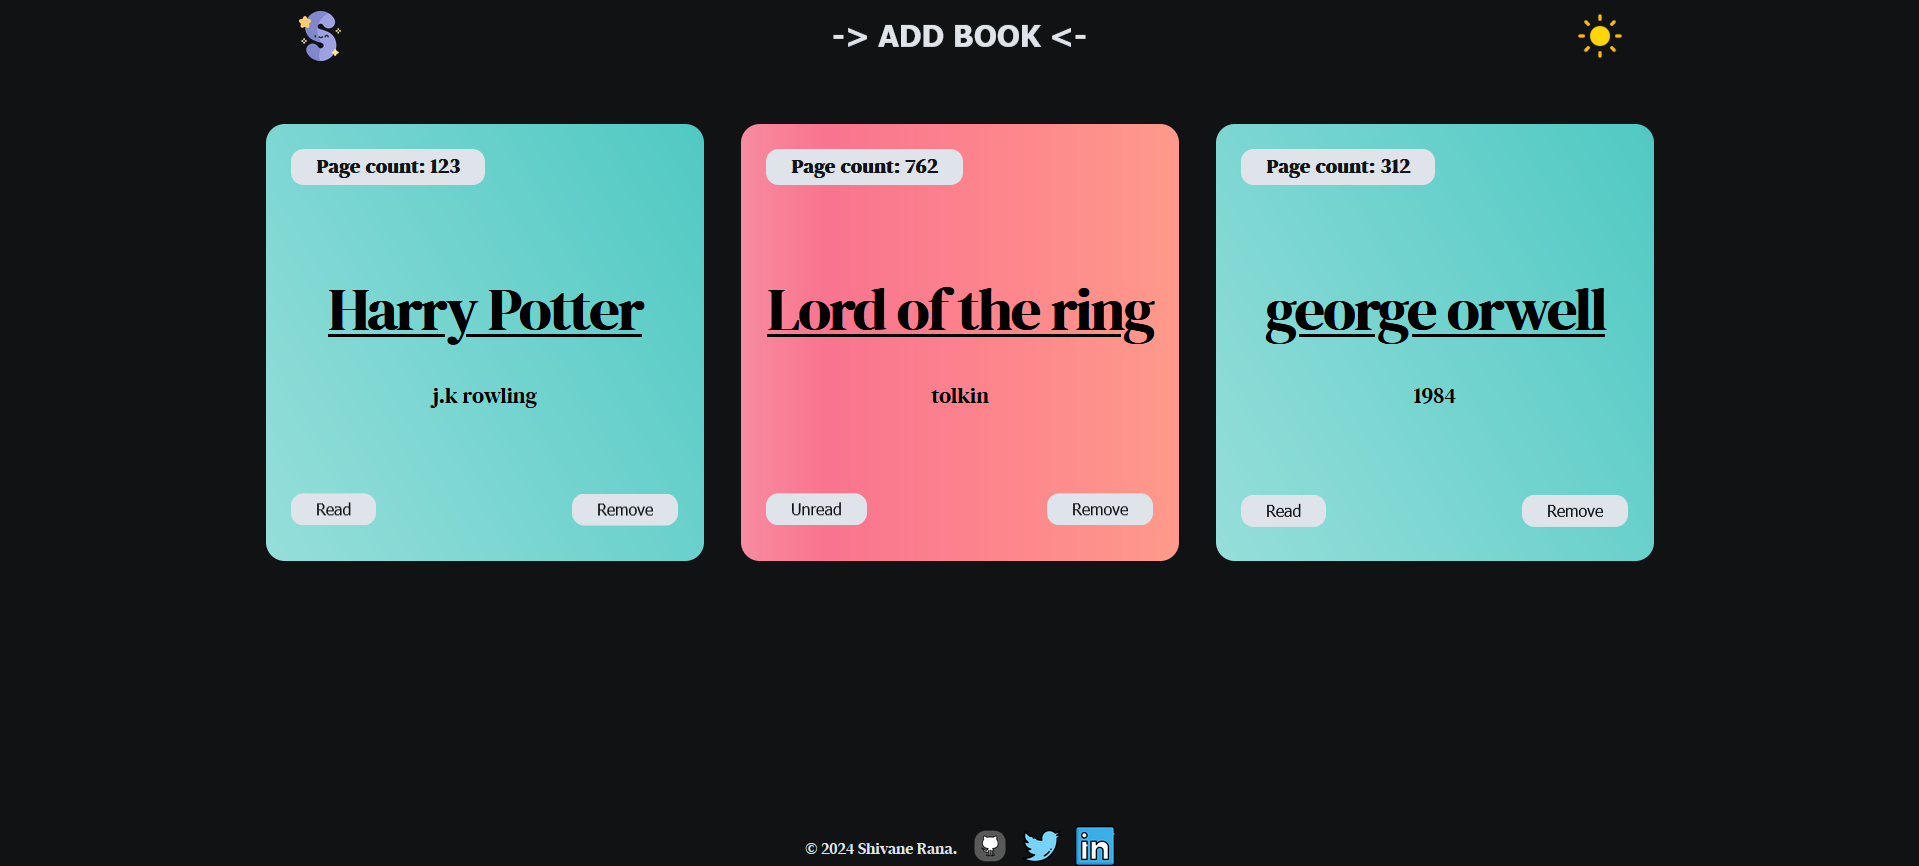 -> ADD BOOK <-
Page count: 123
Harry Potter
j.k rowling
Read
Remove
Page count: 762
Lord of the ring
tolkin
Unread
Remove
Page count: 312
george orwell
1984
Read
Remove
© 2024 Shivane Rana.
in